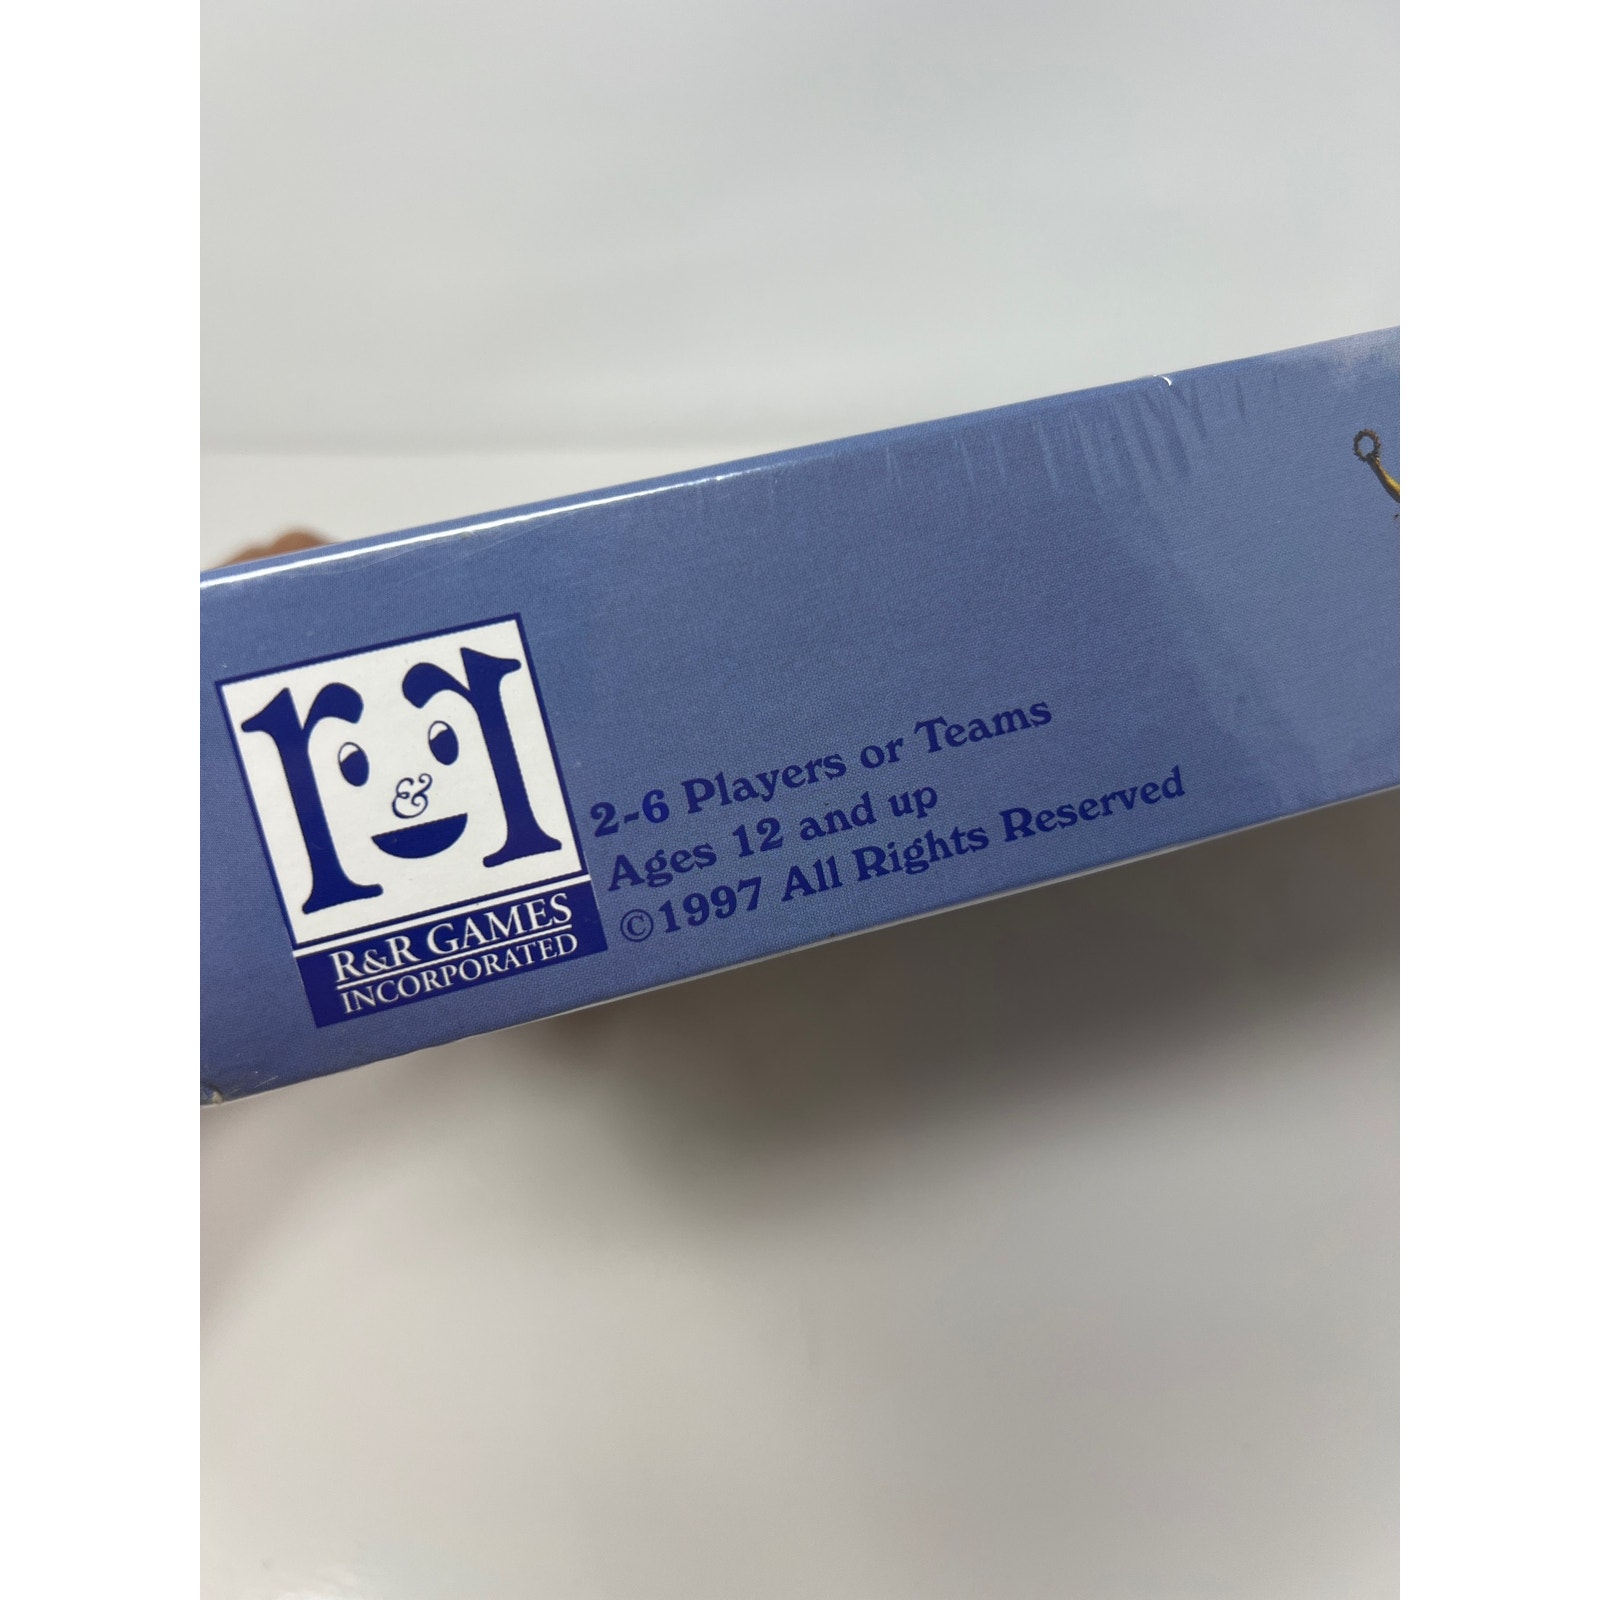 r & r
R&R GAMES
INCORPORATED
2-6 Players or Teams
Ages 12 and up
©1997 All Rights Reserved